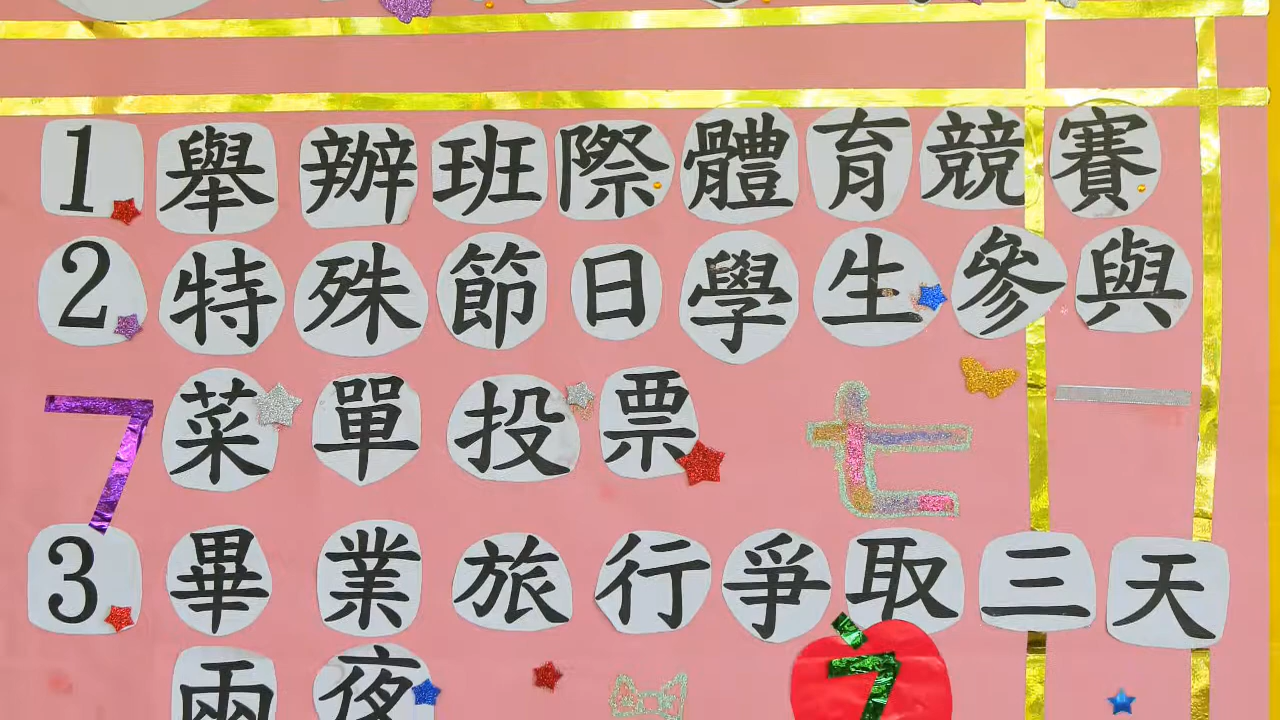 1 舉辦班際體育競賽
2 特殊節日學生參與
7 菜單投票 七 一
3 畢業旅行爭取三天
兩夜 7